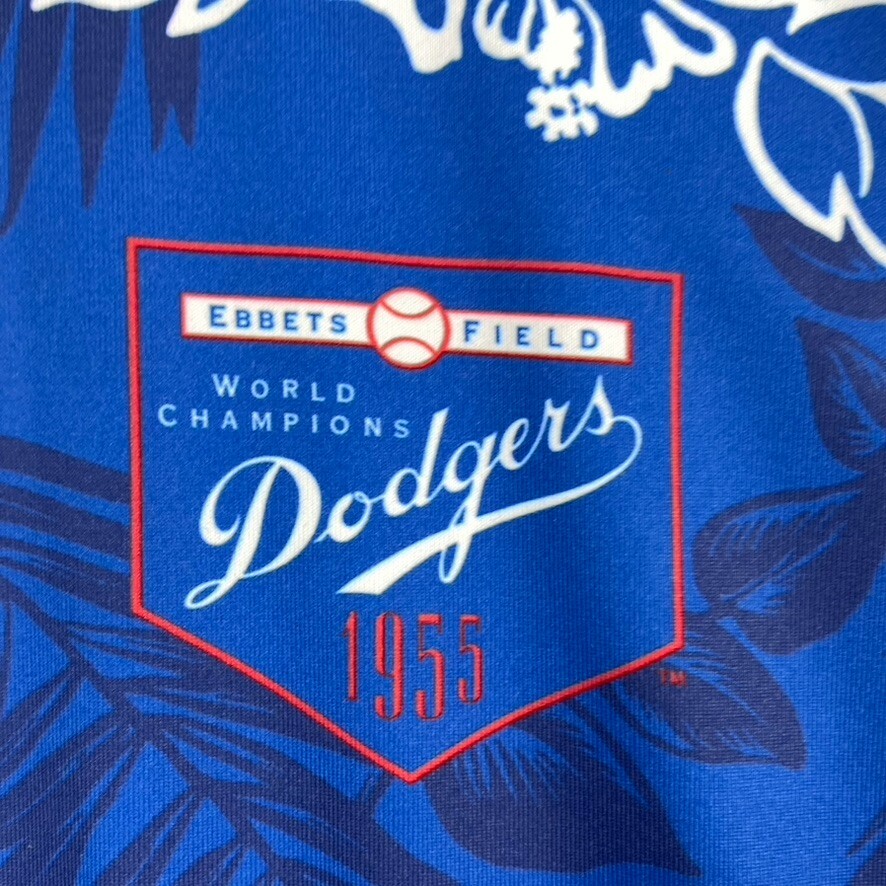 EBBETS FIELD
WORLD
CHAMPIONS
Dodgers
1955
TM